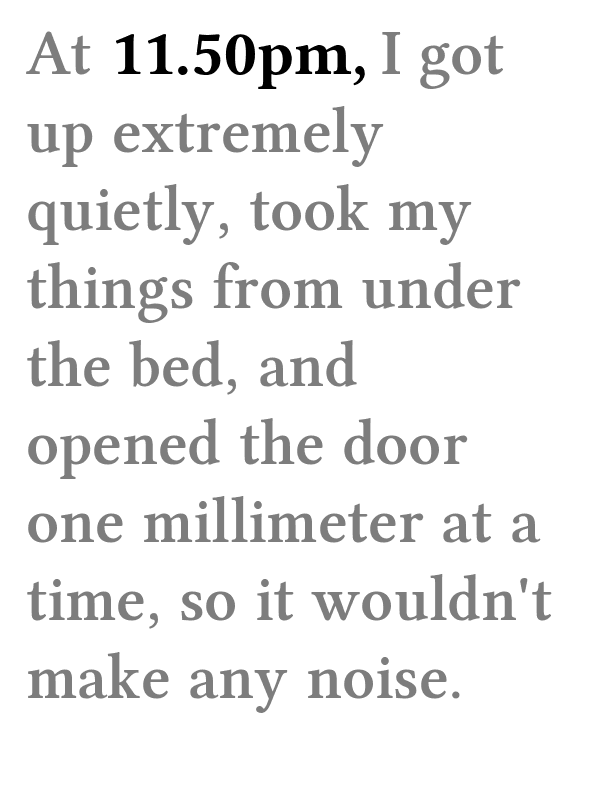 At 11.50pm, I got
up extremely
quietly, took my
things from under
the bed, and
opened the door
one millimeter at a
time, so it wouldn't
make any noise.